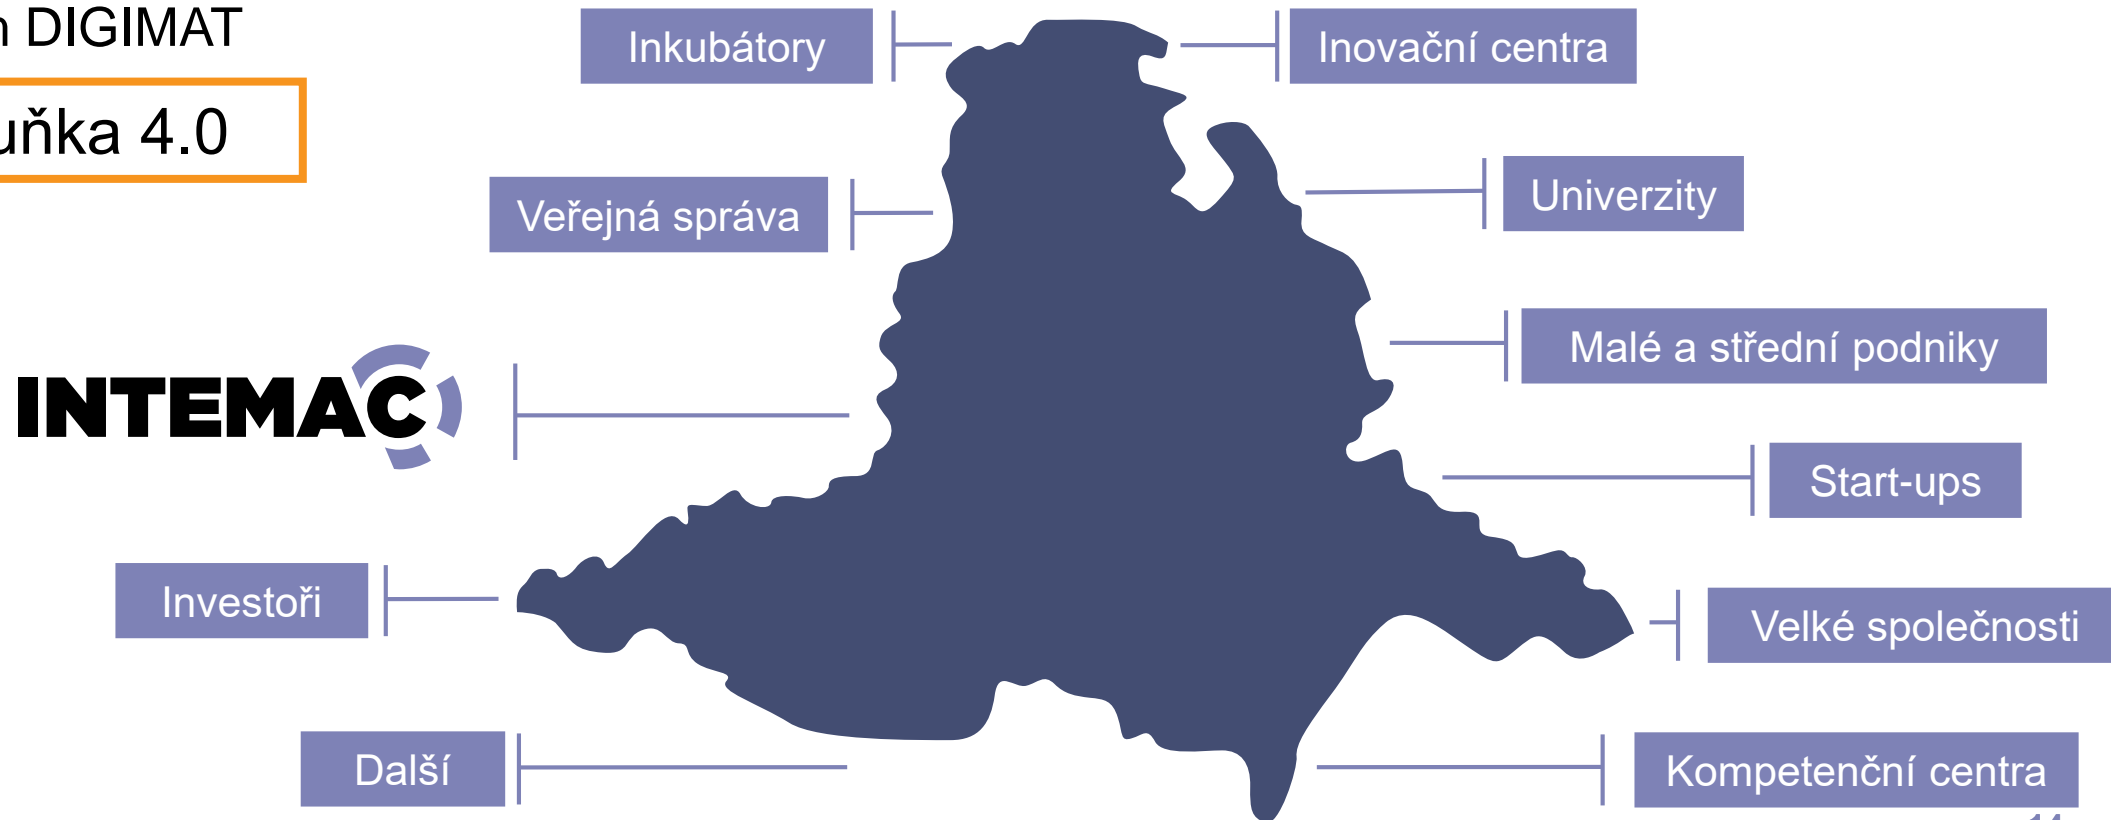 DIGIMAT
4.0
Inkubátory
Inovační centra
Veřejná správa
Univerzity
Malé a střední podniky
INTEMAC
Start-ups
Investoři
Velké společnosti
Další
Kompetenční centra